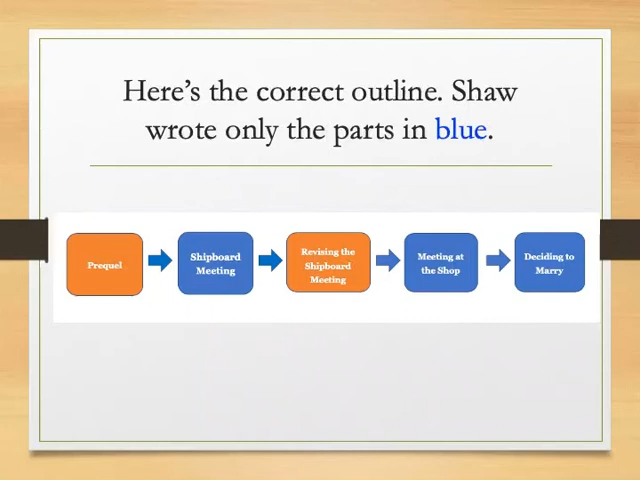 Here's the correct outline. Shaw
wrote only the parts in blue.
Prequel
Shipboard
Meeting
Revising the
Shipboard
Meeting
Meeting at
the Shop
Deciding to
Marry